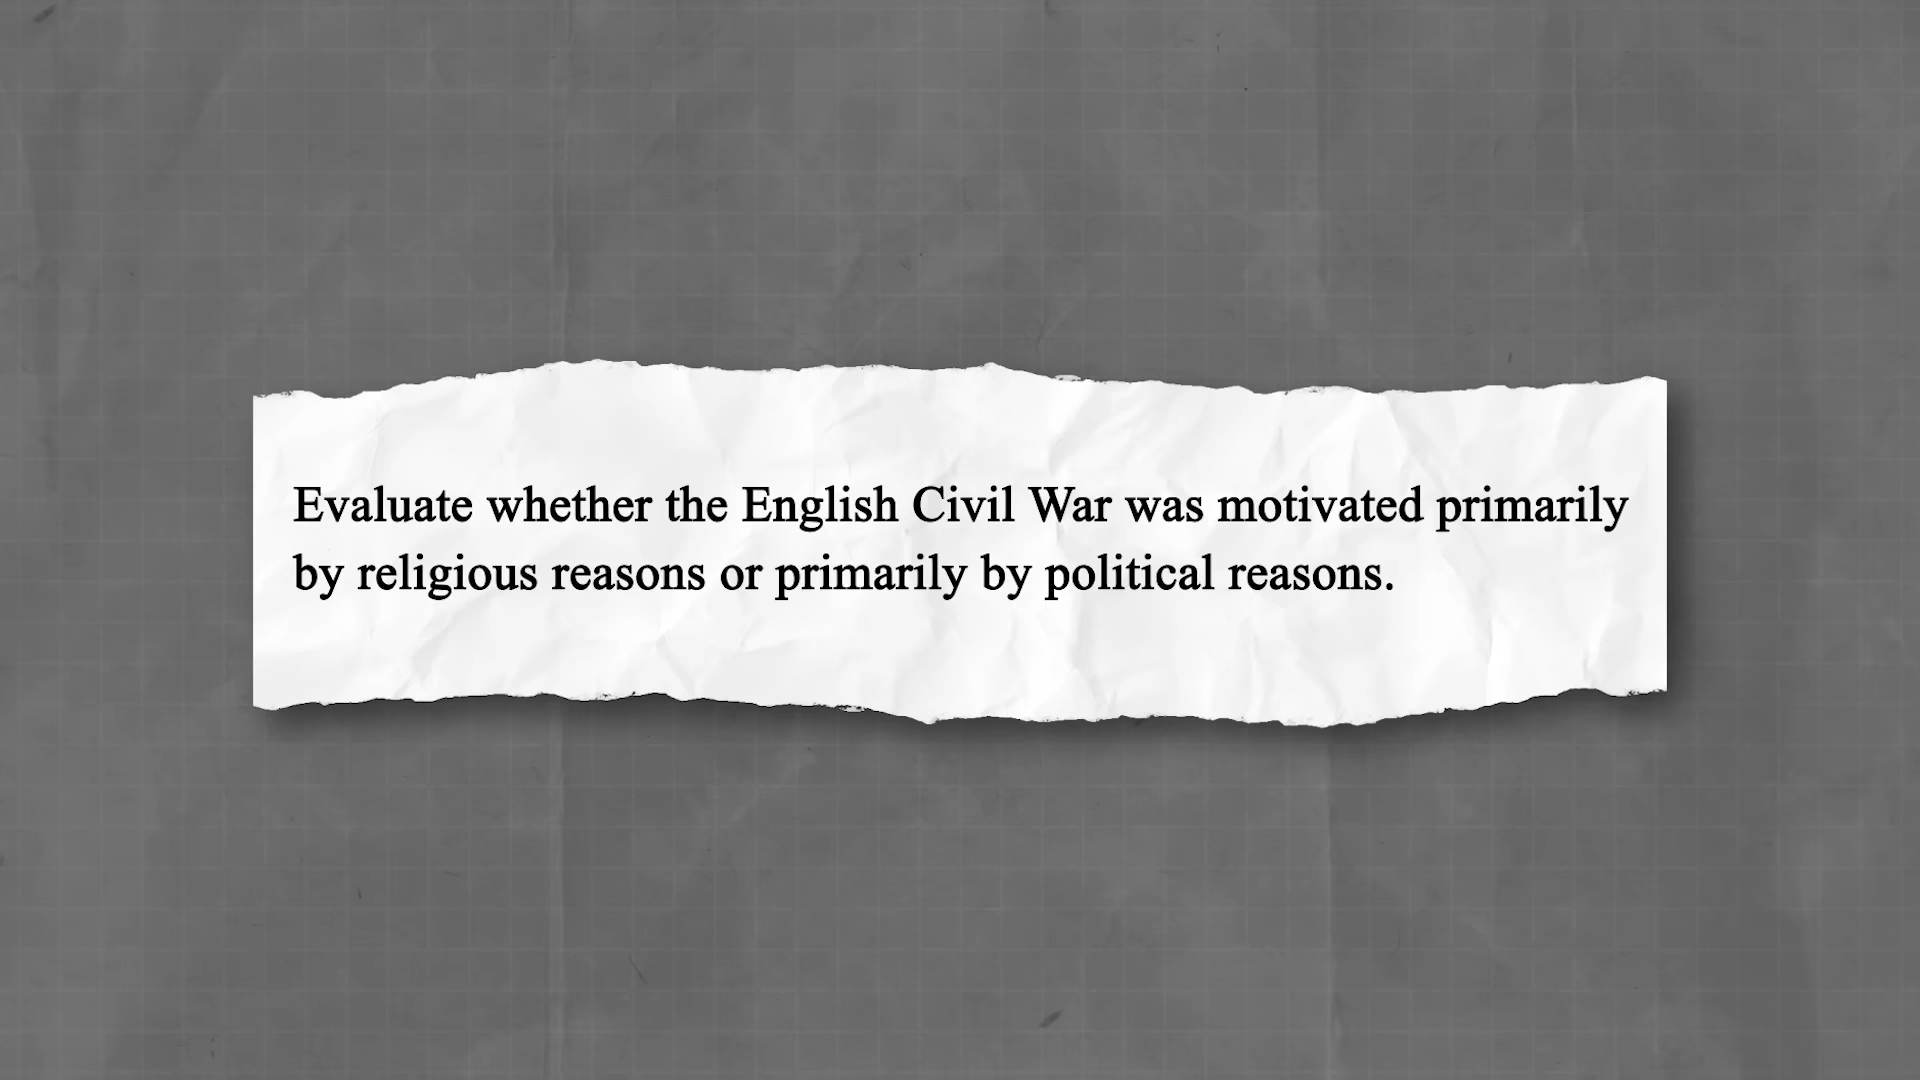 Evaluate whether the English Civil War was motivated primarily
by religious reasons or primarily by political reasons.